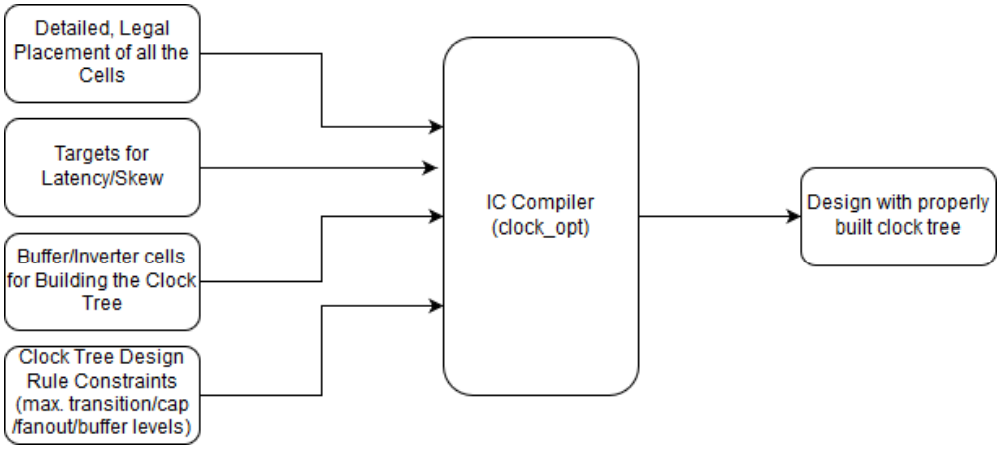 Detailed, Legal
Placement of all the
Cells
Targets for
Latency/Skew
Buffer/Inverter cells
for Building the Clock
Tree
Clock Tree Design
Rule Constraints
(max. transition/cap
/fanout/buffer levels)
IC Compiler
(clock_opt)
Design with properly
built clock tree